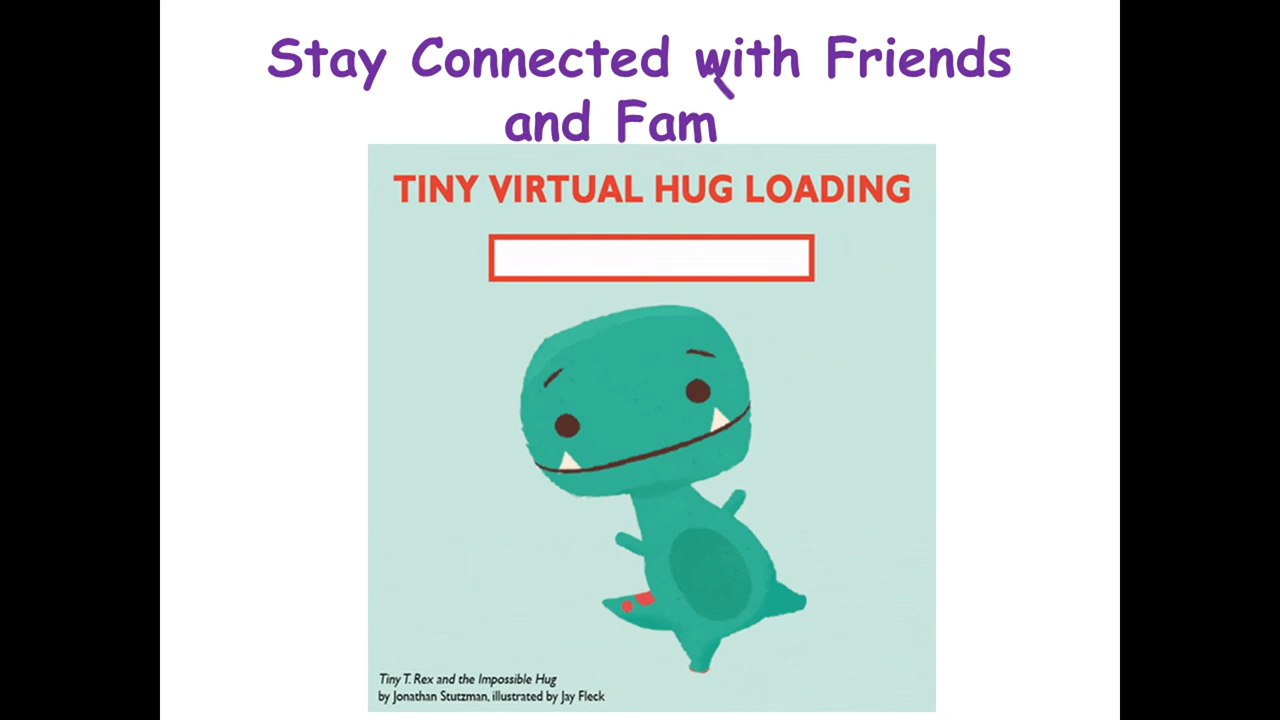 Stay Connected with Friends
and Fam
TINY VIRTUAL HUG LOADING
Tiny T. Rex and the Impossible Hug
by Jonathan Stutzman, illustrated by Jay Fleck